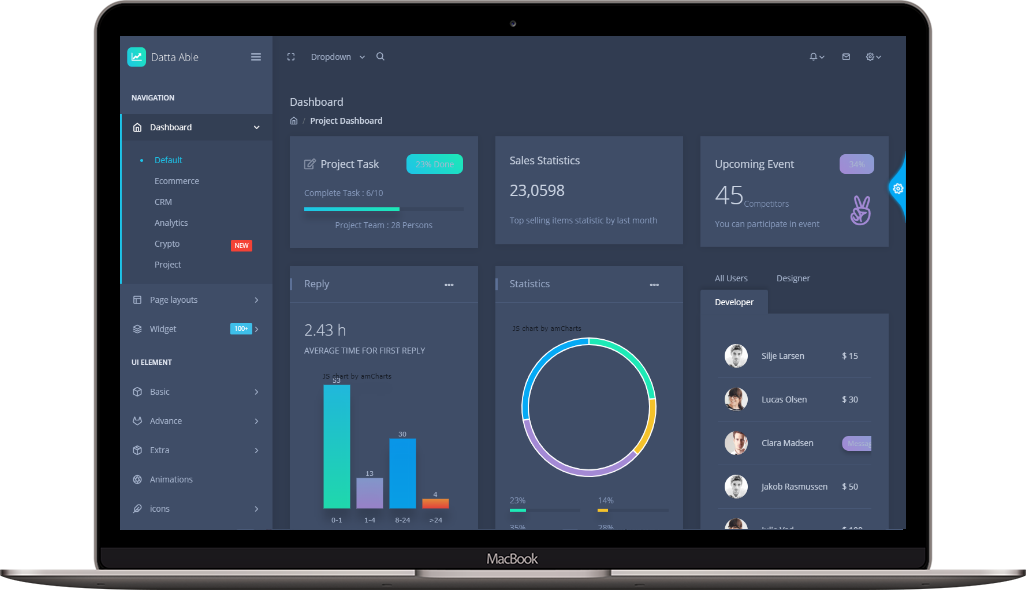 Datta Able
Dropdown
NAVIGATION
Dashboard
Default
Ecommerce
CRM
Analytics
Crypto NEW
Project
Page layouts
Widget 100+
UI ELEMENT
Basic
Advance
Extra
Animations
icons
Dashboard
/ Project Dashboard
Project Task 23% Done
Complete Task : 6/10
Project Team : 28 Persons
Sales Statistics
23,0598
Top selling items statistic by last month
Upcoming Event 34%
45 Competitors
You can participate in event
Reply
2.43 h
AVERAGE TIME FOR FIRST REPLY
JS chart by amCharts
53
13
30
4
0-1 1-4 8-24 >24
Statistics
JS chart by amCharts
23% 14%
35% 28%
All Users Designer
Developer
Silje Larsen $ 15
Lucas Olsen $ 30
Clara Madsen
Jakob Rasmussen $ 50
MacBook